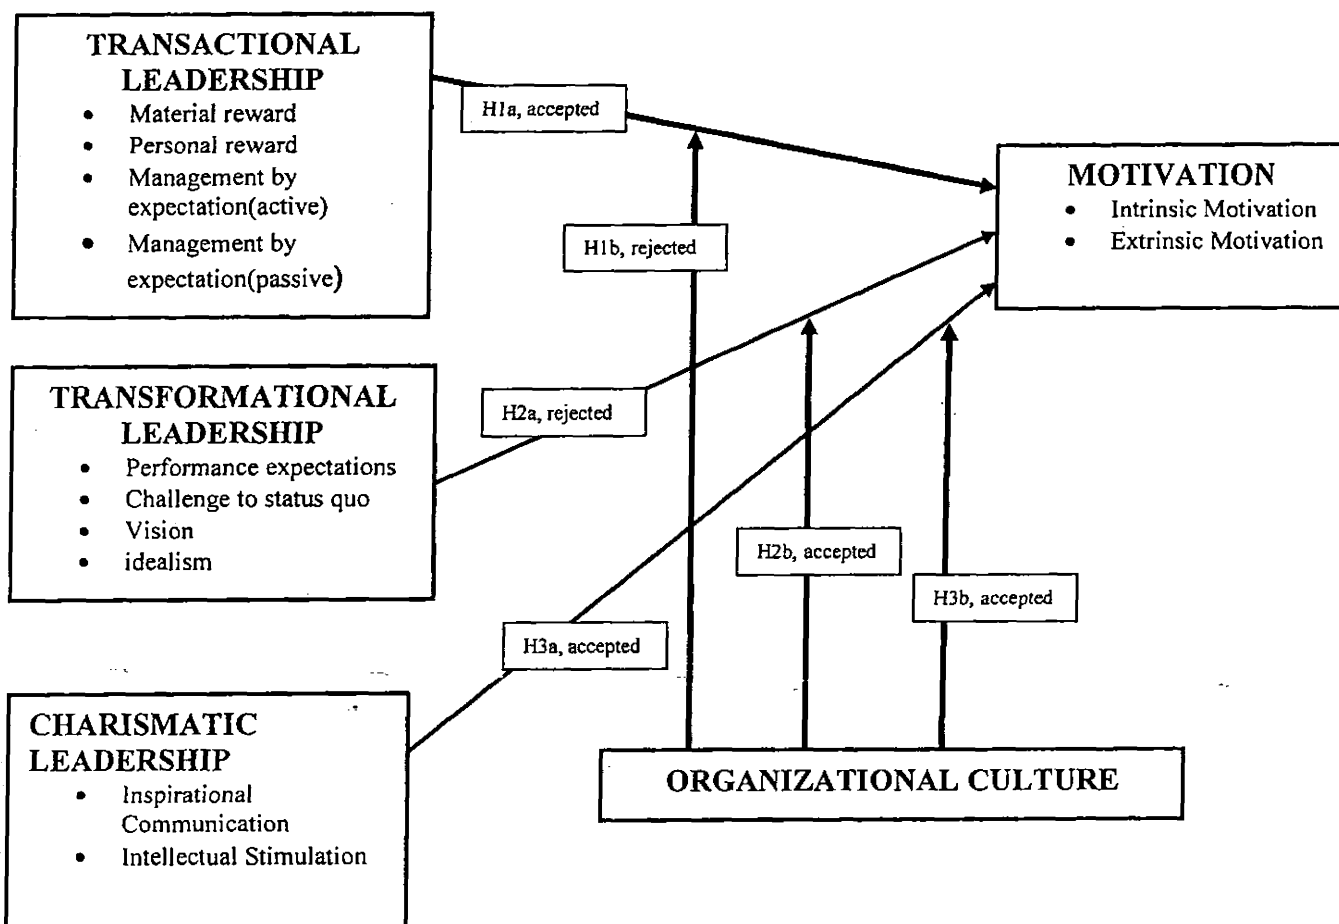 TRANSACTIONAL
LEADERSHIP
• Material reward
• Personal reward
• Management by
expectation(active)
• Management by
expectation(passive)
H1a, accepted
MOTIVATION
• Intrinsic Motivation
• Extrinsic Motivation
H1b, rejected
TRANSFORMATIONAL
LEADERSHIP
• Performance expectations
• Challenge to status quo
• Vision
• idealism
H2a, rejected
H2b, accepted
H3b, accepted
H3a, accepted
CHARISMATIC
LEADERSHIP
• Inspirational
Communication
• Intellectual Stimulation
ORGANIZATIONAL CULTURE